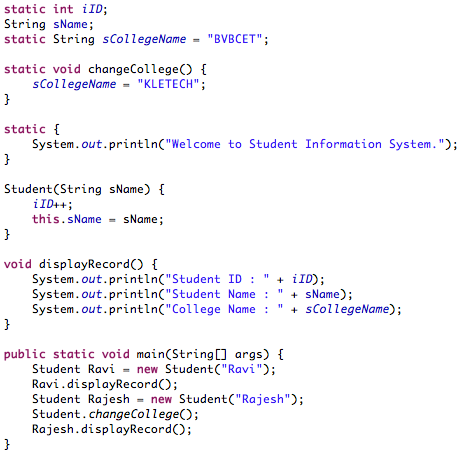 static int iID;
String sName;
static String sCollegeName = "BVBCET";

static void changeCollege() {
    sCollegeName = "KLETECH";
}

static {
    System.out.println("Welcome to Student Information System.");
}

Student(String sName) {
    iID++;
    this.sName = sName;
}

void displayRecord() {
    System.out.println("Student ID : " + iID);
    System.out.println("Student Name : " + sName);
    System.out.println("College Name : " + sCollegeName);
}

public static void main(String[] args) {
    Student Ravi = new Student("Ravi");
    Ravi.displayRecord();
    Student Rajesh = new Student("Rajesh");
    Student.changeCollege();
    Rajesh.displayRecord();
}